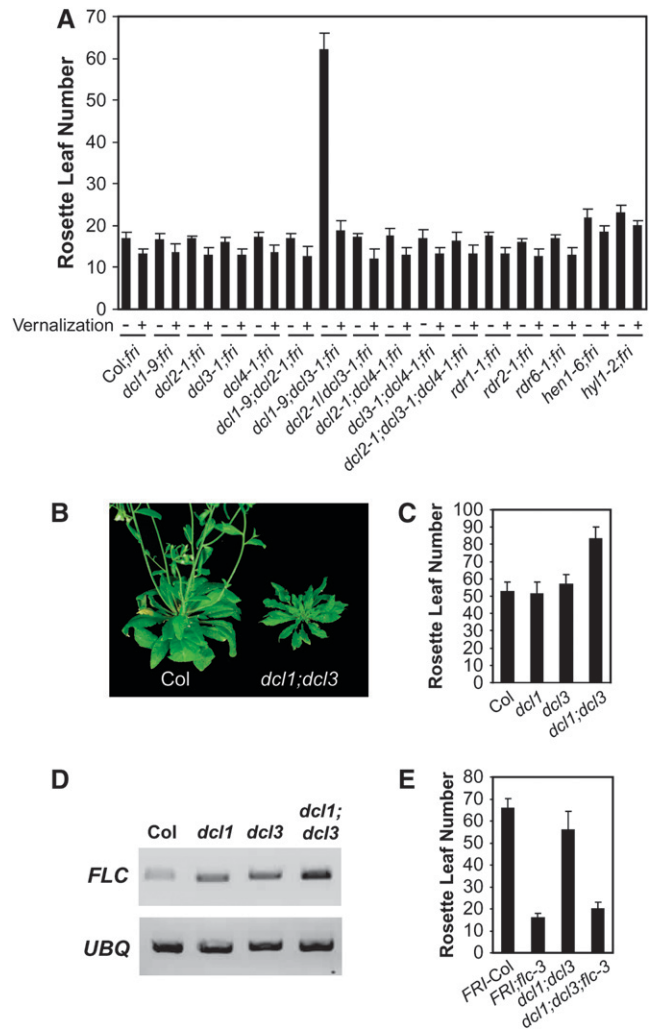 A
Rosette Leaf Number
70
60
50
40
30
20
10
0
Vernalization
- + - + - + - + - + - + - + - + - + - + - + - + - + - + - + - +
Col;fri
dcl1-9;fri
dcl2-1;fri
dcl3-1;fri
dcl4-1;fri
dcl1-9;dcl2-1;fri
dcl1-9;dcl3-1;fri
dcl2-1/dcl3-1;fri
dcl2-1;dcl4-1;fri
dcl3-1;dcl4-1;fri
dcl2-1;dcl3-1;dcl4-1;fri
rdr1-1;fri
rdr2-1;fri
rdr6-1;fri
hen1-6;fri
hyl1-2;fri
B
Col
dcl1;dcl3
C
Rosette Leaf Number
100
90
80
70
60
50
40
30
20
10
0
Col
dcl1
dcl3
dcl1;dcl3
D
Col
dcl1
dcl3
dcl1;
dcl3
FLC
UBQ
E
Rosette Leaf Number
80
70
60
50
40
30
20
10
0
FRI-Col
FRI;flc-3
dcl1;dcl3
dcl1;dcl3;flc-3